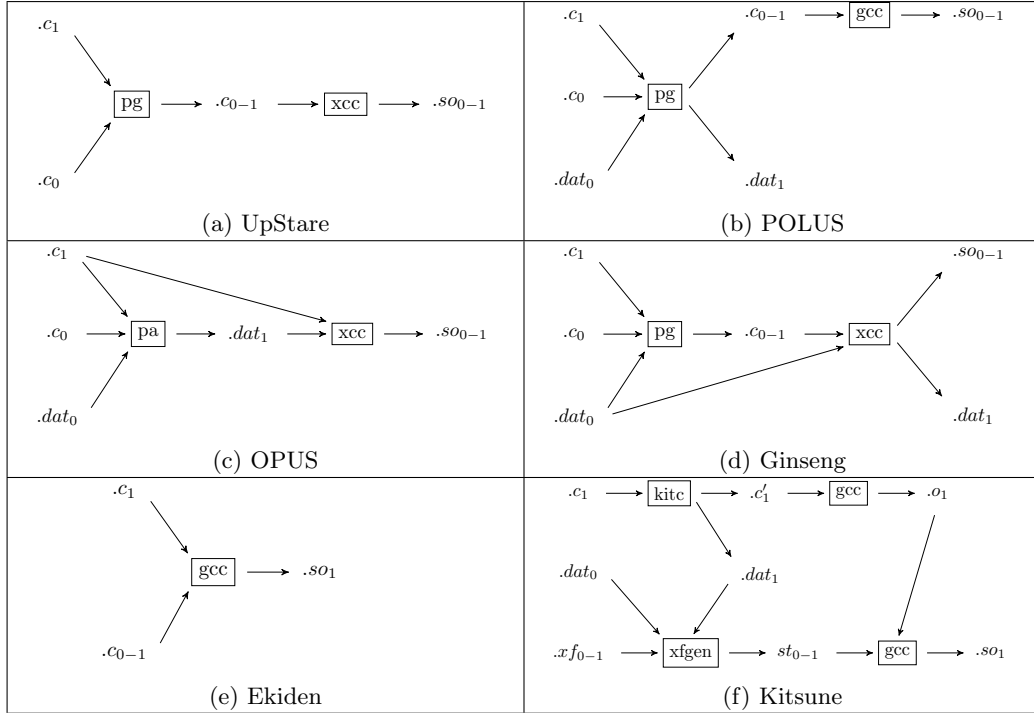 .c1
pg
.c0−1
xcc
.so0−1
.c0
(a) UpStare
.c1
.c0−1
gcc
.so0−1
.c0
pg
.dat0
.dat1
(b) POLUS
.c1
.c0
pa
.dat1
xcc
.so0−1
.dat0
(c) OPUS
.c1
.so0−1
.c0
pg
.c0−1
xcc
.dat0
.dat1
(d) Ginseng
.c1
gcc
.so1
.c0−1
(e) Ekiden
.c1
kitc
.c′1
gcc
.o1
.dat0
.dat1
.xf0−1
xfgen
st0−1
gcc
.so1
(f) Kitsune